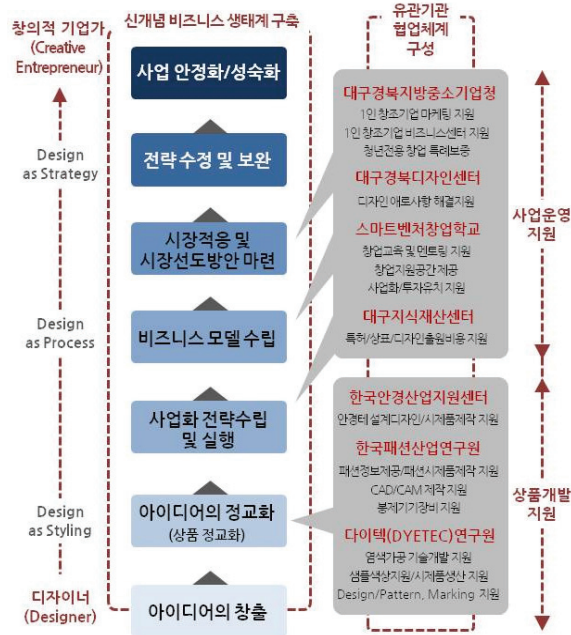 창의적 기업가
(Creative
Entrepreneur)
Design
as Strategy
Design
as Process
Design
as Styling
디자이너
(Designer)
신개념 비즈니스 생태계 구축
사업 안정화/성숙화
전략 수정 및 보완
시장적응 및
시장선도방안 마련
비즈니스 모델 수립
사업화 전략수립
및 실행
아이디어의 정교화
(상품 정교화)
아이디어의 창출
유관기관
협업체계
구성
대구경북지방중소기업청
1인 창조기업 마케팅 지원
1인 창조기업 비즈니스센터 지원
청년전용 창업 특례보증
대구경북디자인센터
디자인 애로사항 해결지원
스마트벤처창업학교
창업교육 및 멘토링 지원
창업지원공간 제공
사업화/투자유치 지원
대구지식재산센터
특허/상표/디자인출원비용 지원
한국안경산업지원센터
안경테 설계디자인/시제품제작 지원
한국패션산업연구원
패션정보제공/패션시제품제작 지원
CAD/CAM 제작 지원
봉제기기장비 지원
다이텍(DYETEC)연구원
염색가공 기술개발 지원
샘플색상지원/시제품생산 지원
Design/Pattern, Marking 지원
사업운영
지원
상품개발
지원